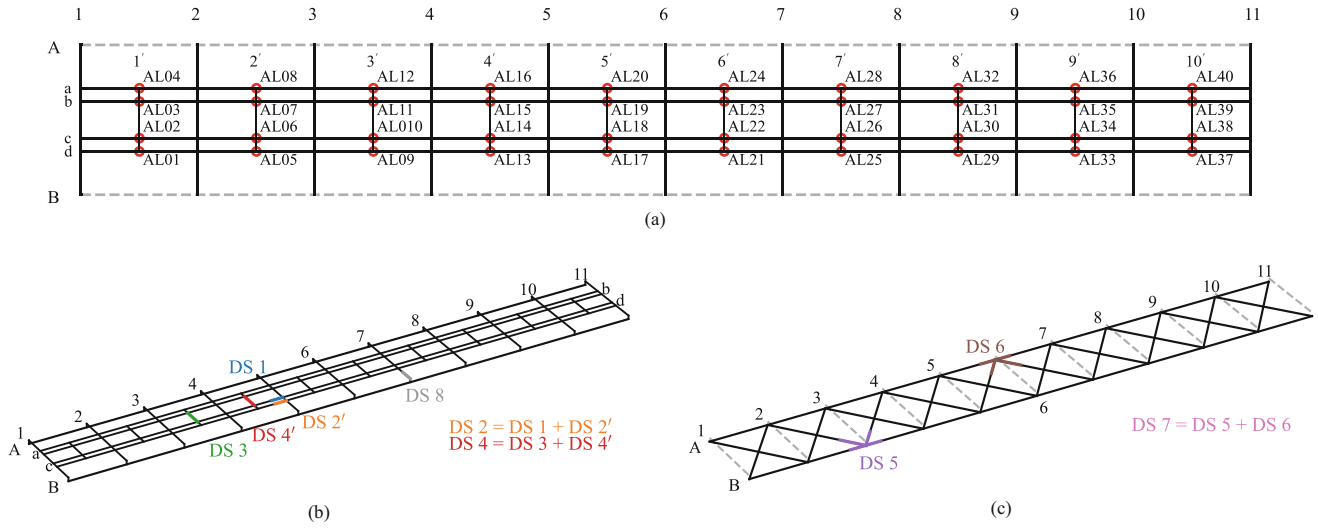 1 2 3 4 5 6 7 8 9 10 11
A
1′ 2′ 3′ 4′ 5′ 6′ 7′ 8′ 9′ 10′
AL04 AL08 AL12 AL16 AL20 AL24 AL28 AL32 AL36 AL40
a
b
AL03 AL07 AL11 AL15 AL19 AL23 AL27 AL31 AL35 AL39
AL02 AL06 AL010 AL14 AL18 AL22 AL26 AL30 AL34 AL38
c
d
AL01 AL05 AL09 AL13 AL17 AL21 AL25 AL29 AL33 AL37
B
(a)
11
10
b
9
d
8
7
6
DS 1
4
DS 8
3
2
DS 2′
DS 2 = DS 1 + DS 2′
1
DS 4′
DS 4 = DS 3 + DS 4′
A
a
DS 3
c
B
(b)
11
10
9
8
7
DS 6
5
4
3
6
2
DS 7 = DS 5 + DS 6
1
A
DS 5
B
(c)